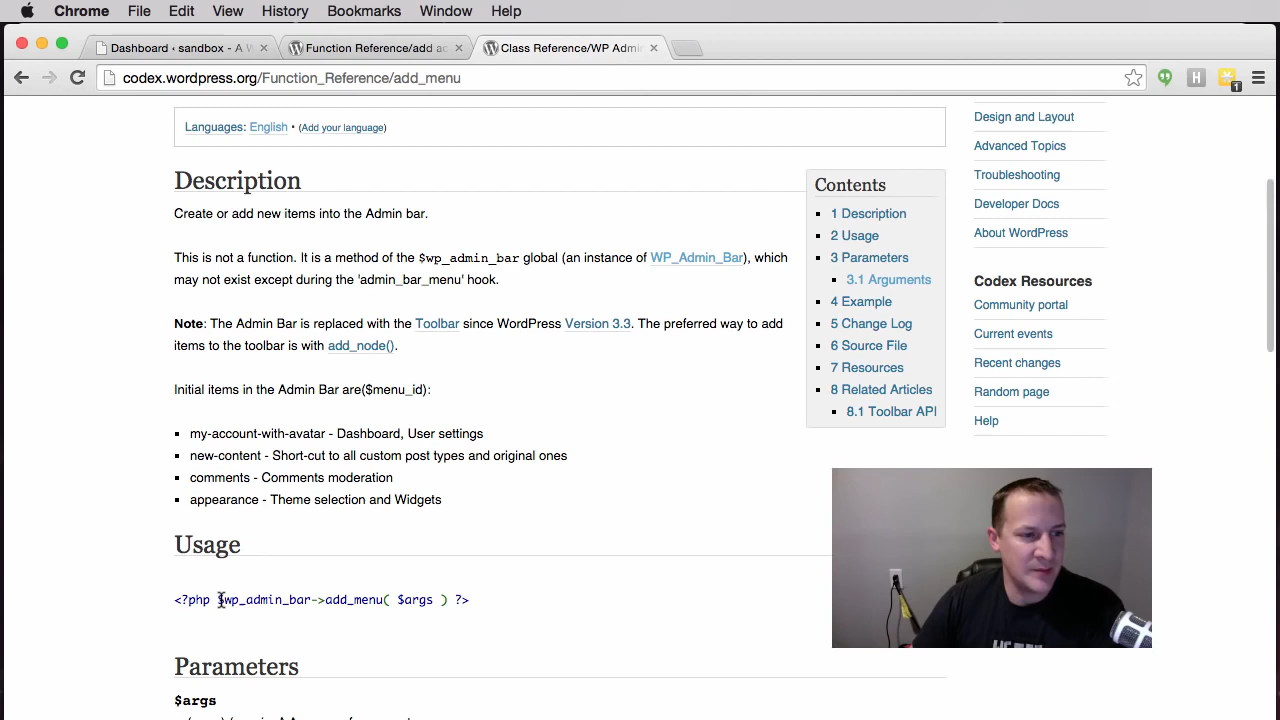 Chrome File Edit View History Bookmarks Window Help
Dashboard ‹ sandbox - A W
Function Reference/add ac
Class Reference/WP Admin
codex.wordpress.org/Function_Reference/add_menu
H
1
Languages: English • (Add your language)
Description
Create or add new items into the Admin bar.
This is not a function. It is a method of the $wp_admin_bar global (an instance of WP_Admin_Bar), which
may not exist except during the 'admin_bar_menu' hook.
Note: The Admin Bar is replaced with the Toolbar since WordPress Version 3.3. The preferred way to add
items to the toolbar is with add_node().
Initial items in the Admin Bar are($menu_id):
my-account-with-avatar - Dashboard, User settings
new-content - Short-cut to all custom post types and original ones
comments - Comments moderation
appearance - Theme selection and Widgets
Usage
<?php $wp_admin_bar->add_menu( $args ) ?>
Parameters
$args
Contents
1 Description
2 Usage
3 Parameters
3.1 Arguments
4 Example
5 Change Log
6 Source File
7 Resources
8 Related Articles
8.1 Toolbar API
Design and Layout
Advanced Topics
Troubleshooting
Developer Docs
About WordPress
Codex Resources
Community portal
Current events
Recent changes
Random page
Help